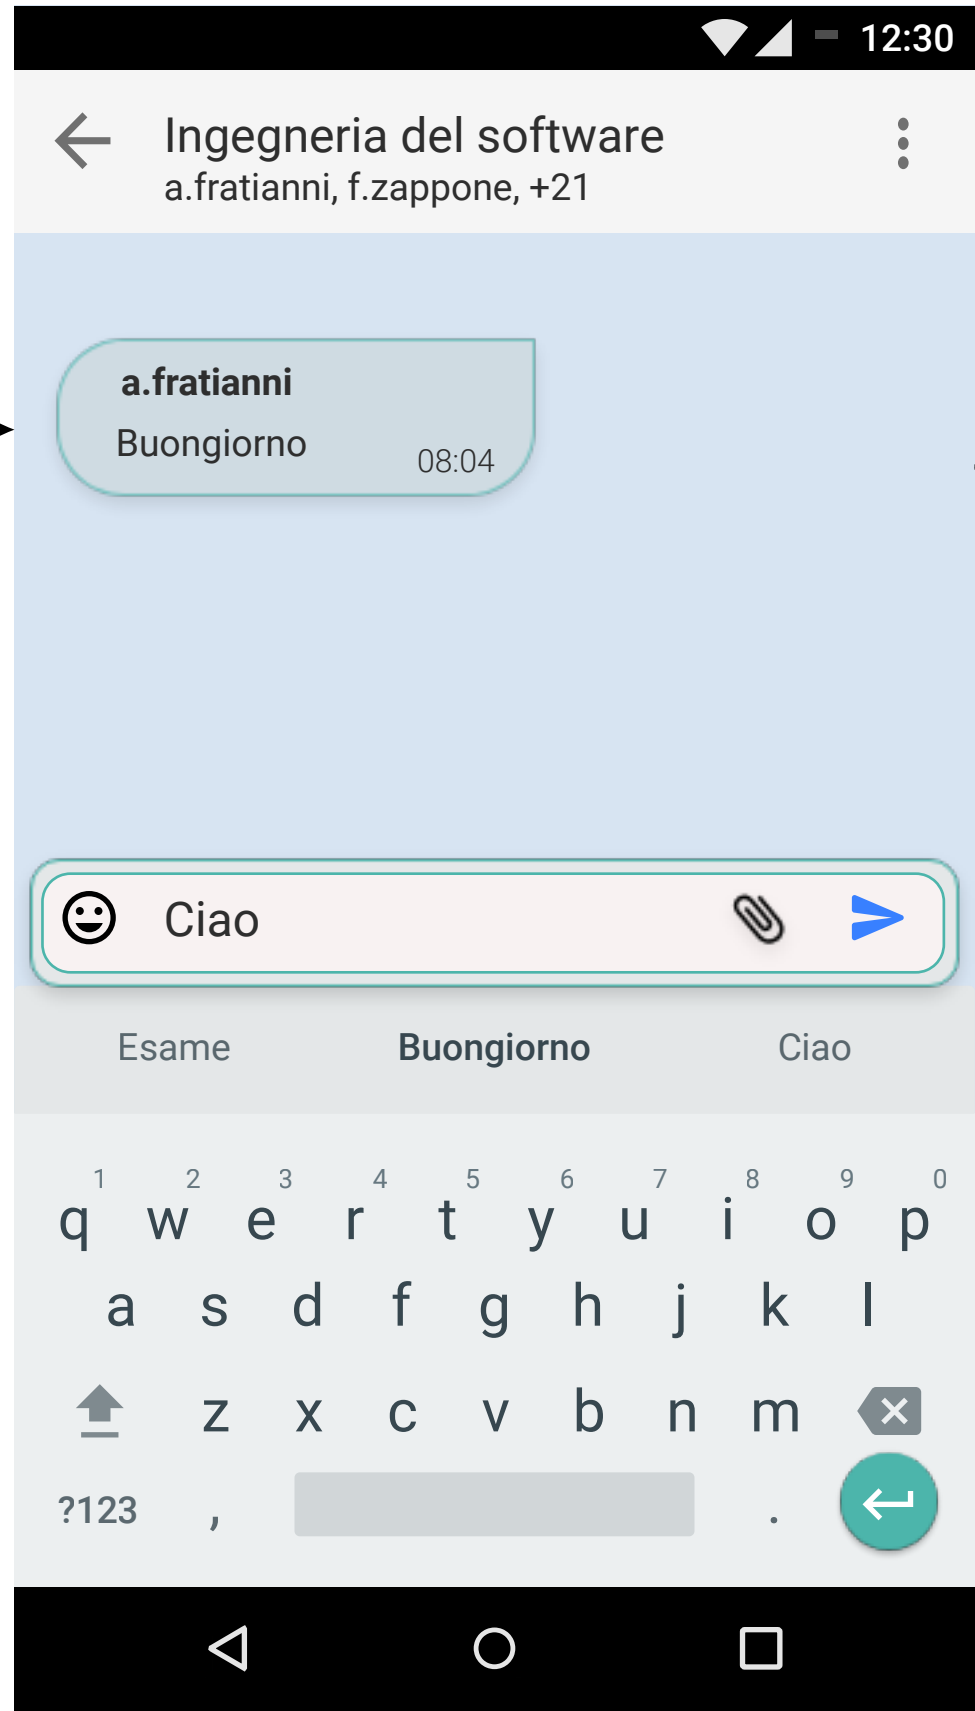 12:30
Ingegneria del software
a.fratianni, f.zappone, +21
a.fratianni
Buongiorno
08:04
Ciao
Esame Buongiorno Ciao
1 2 3 4 5 6 7 8 9 0
q w e r t y u i o p
a s d f g h j k l
z x c v b n m
?123 , .